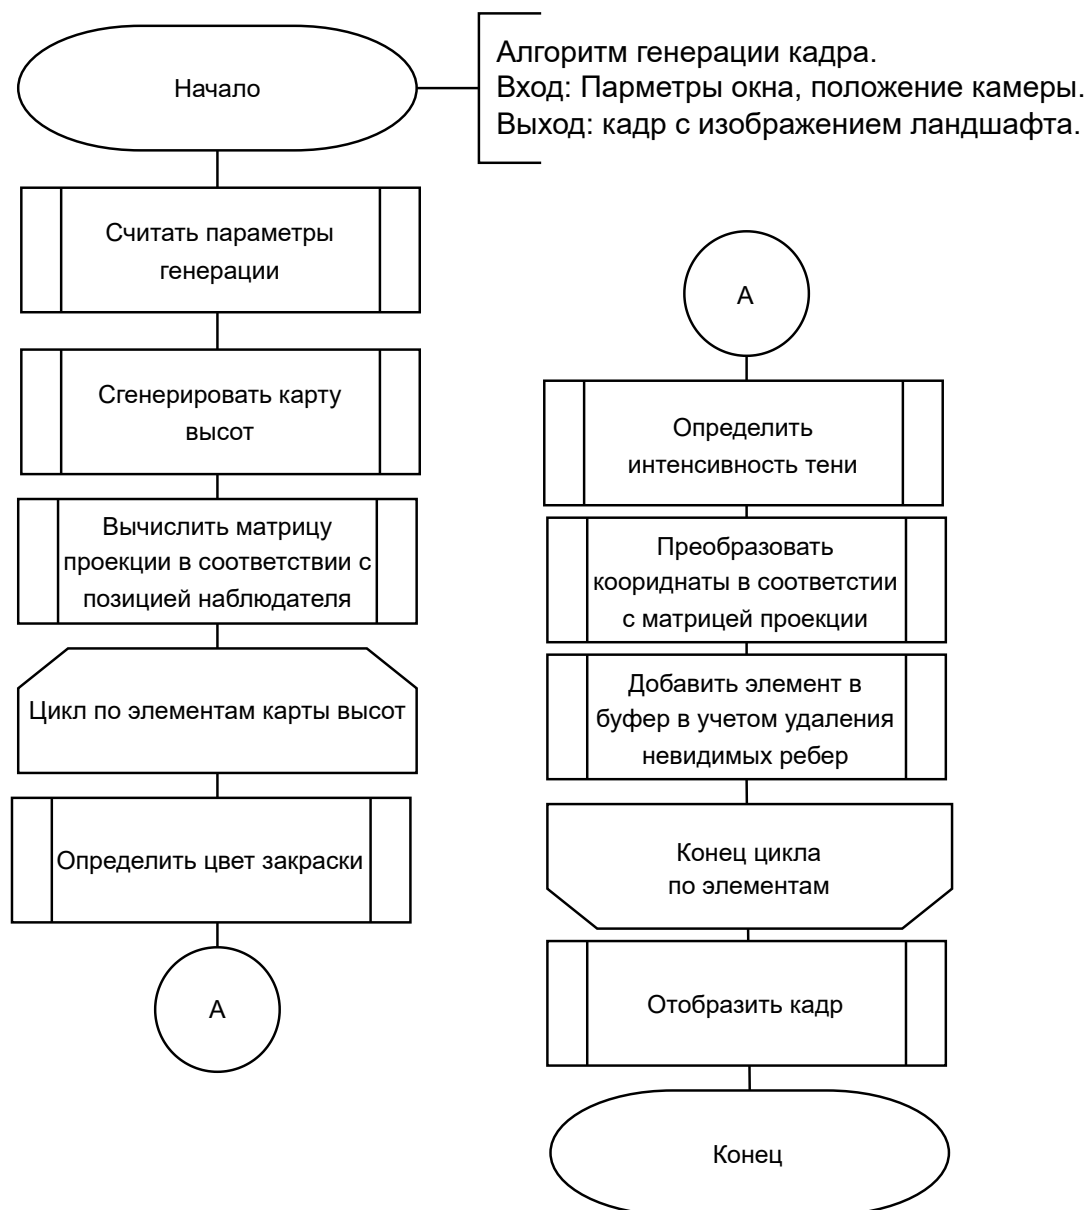 Начало
Алгоритм генерации кадра.
Вход: Парметры окна, положение камеры.
Выход: кадр с изображением ландшафта.
Считать параметры
генерации
Сгенерировать карту
высот
Вычислить матрицу
проекции в соответствии с
позицией наблюдателя
Цикл по элементам карты высот
Определить цвет закраски
А
А
Определить
интенсивность тени
Преобразовать
коориднаты в соответстии
с матрицей проекции
Добавить элемент в
буфер в учетом удаления
невидимых ребер
Конец цикла
по элементам
Отобразить кадр
Конец